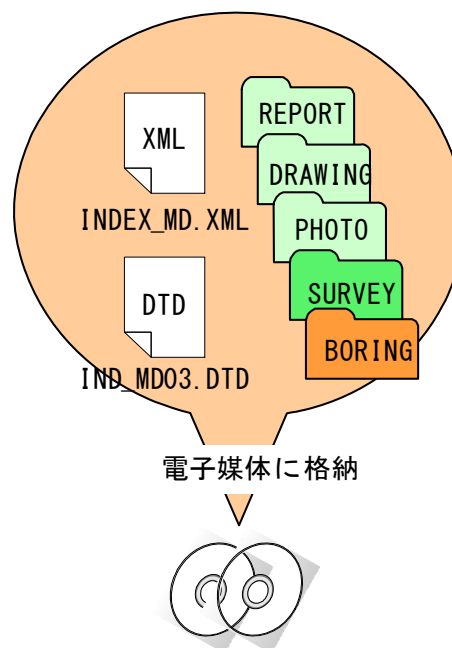 XML
INDEX_MD.XML
DTD
IND_MD03.DTD
REPORT
DRAWING
PHOTO
SURVEY
BORING
電子媒体に格納